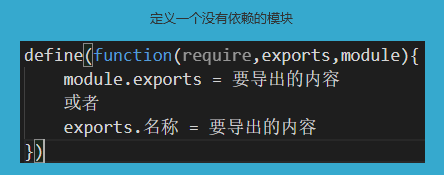 定义一个没有依赖的模块
define(function(require,exports,module){
module.exports = 要导出的内容
或者
exports.名称 = 要导出的内容
})